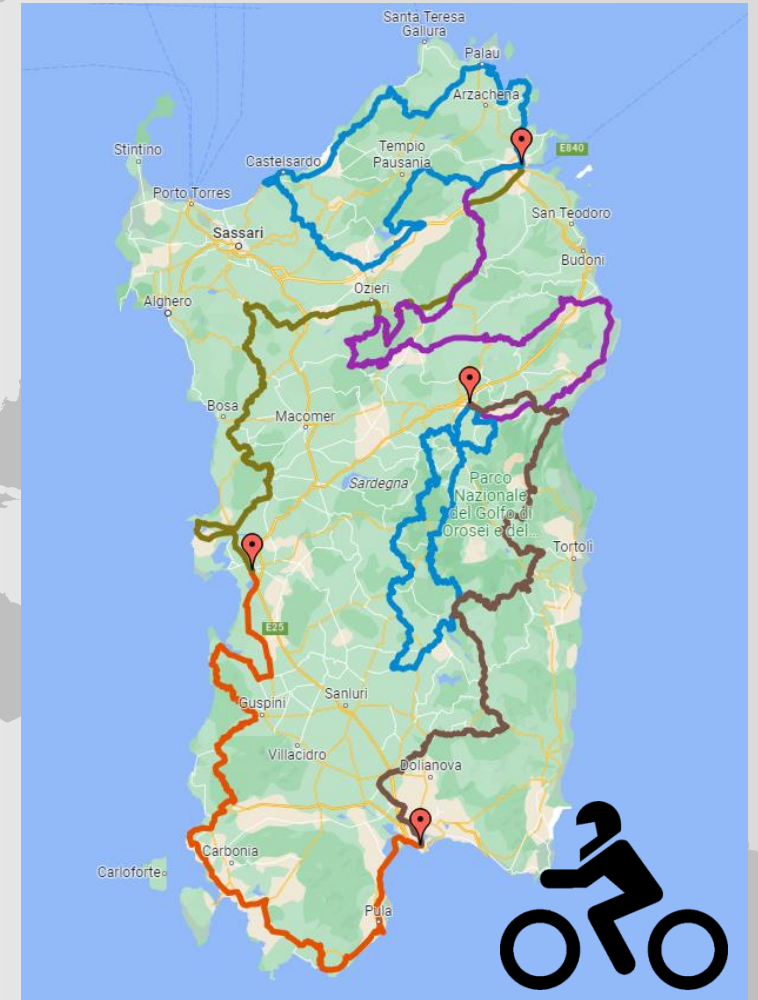 Santa Teresa
Gallura
Palau
Arzachena
E840
Stintino
Tempio
Pausania
Castelsardo
Porto Torres
San Teodoro
Sassari
Budoni
Ozieri
Alghero
Bosa
Macomer
Sardegna
Parco
Nazionale
del Golfo di
Orosei e del...
Tortolì
E25
Sanluri
Guspini
Villacidro
Dolianova
Carbonia
Carloforte
Pula